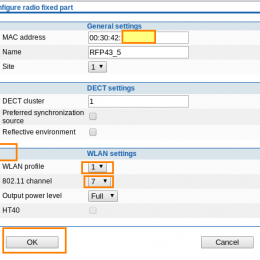 nfigure radio fixed part
General settings
MAC address 00:30:42:
Name RFP43_5
Site 1
DECT settings
DECT cluster 1
Preferred synchronization source
Reflective environment
WLAN settings
WLAN profile 1
802.11 channel 7
Output power level Full
HT40
OK Cancel